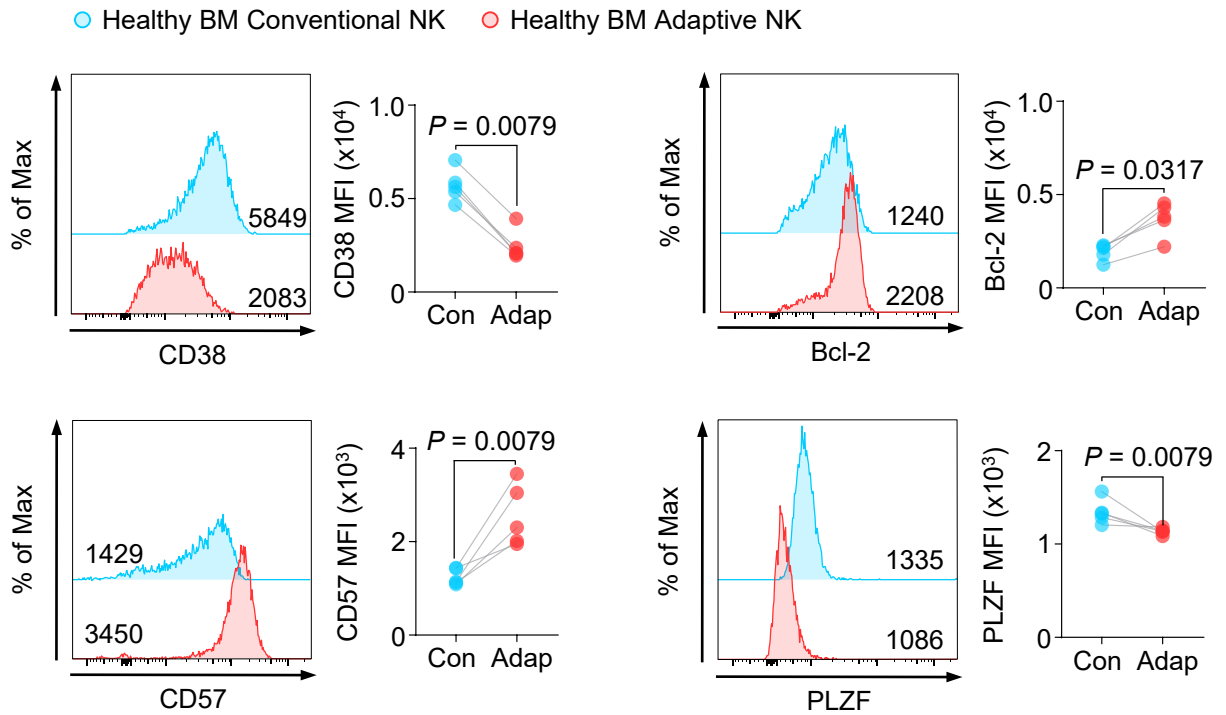 Healthy BM Conventional NK
Healthy BM Adaptive NK
% of Max
5849
2083
CD38
CD38 MFI (x10⁴)
1.0
0.5
0
P = 0.0079
Con Adap
% of Max
1240
2208
Bcl-2
Bcl-2 MFI (x10⁴)
1.0
0.5
0
P = 0.0317
Con Adap
% of Max
1429
3450
CD57
CD57 MFI (x10³)
4
2
0
P = 0.0079
Con Adap
% of Max
1335
1086
PLZF
PLZF MFI (x10³)
2
1
0
P = 0.0079
Con Adap